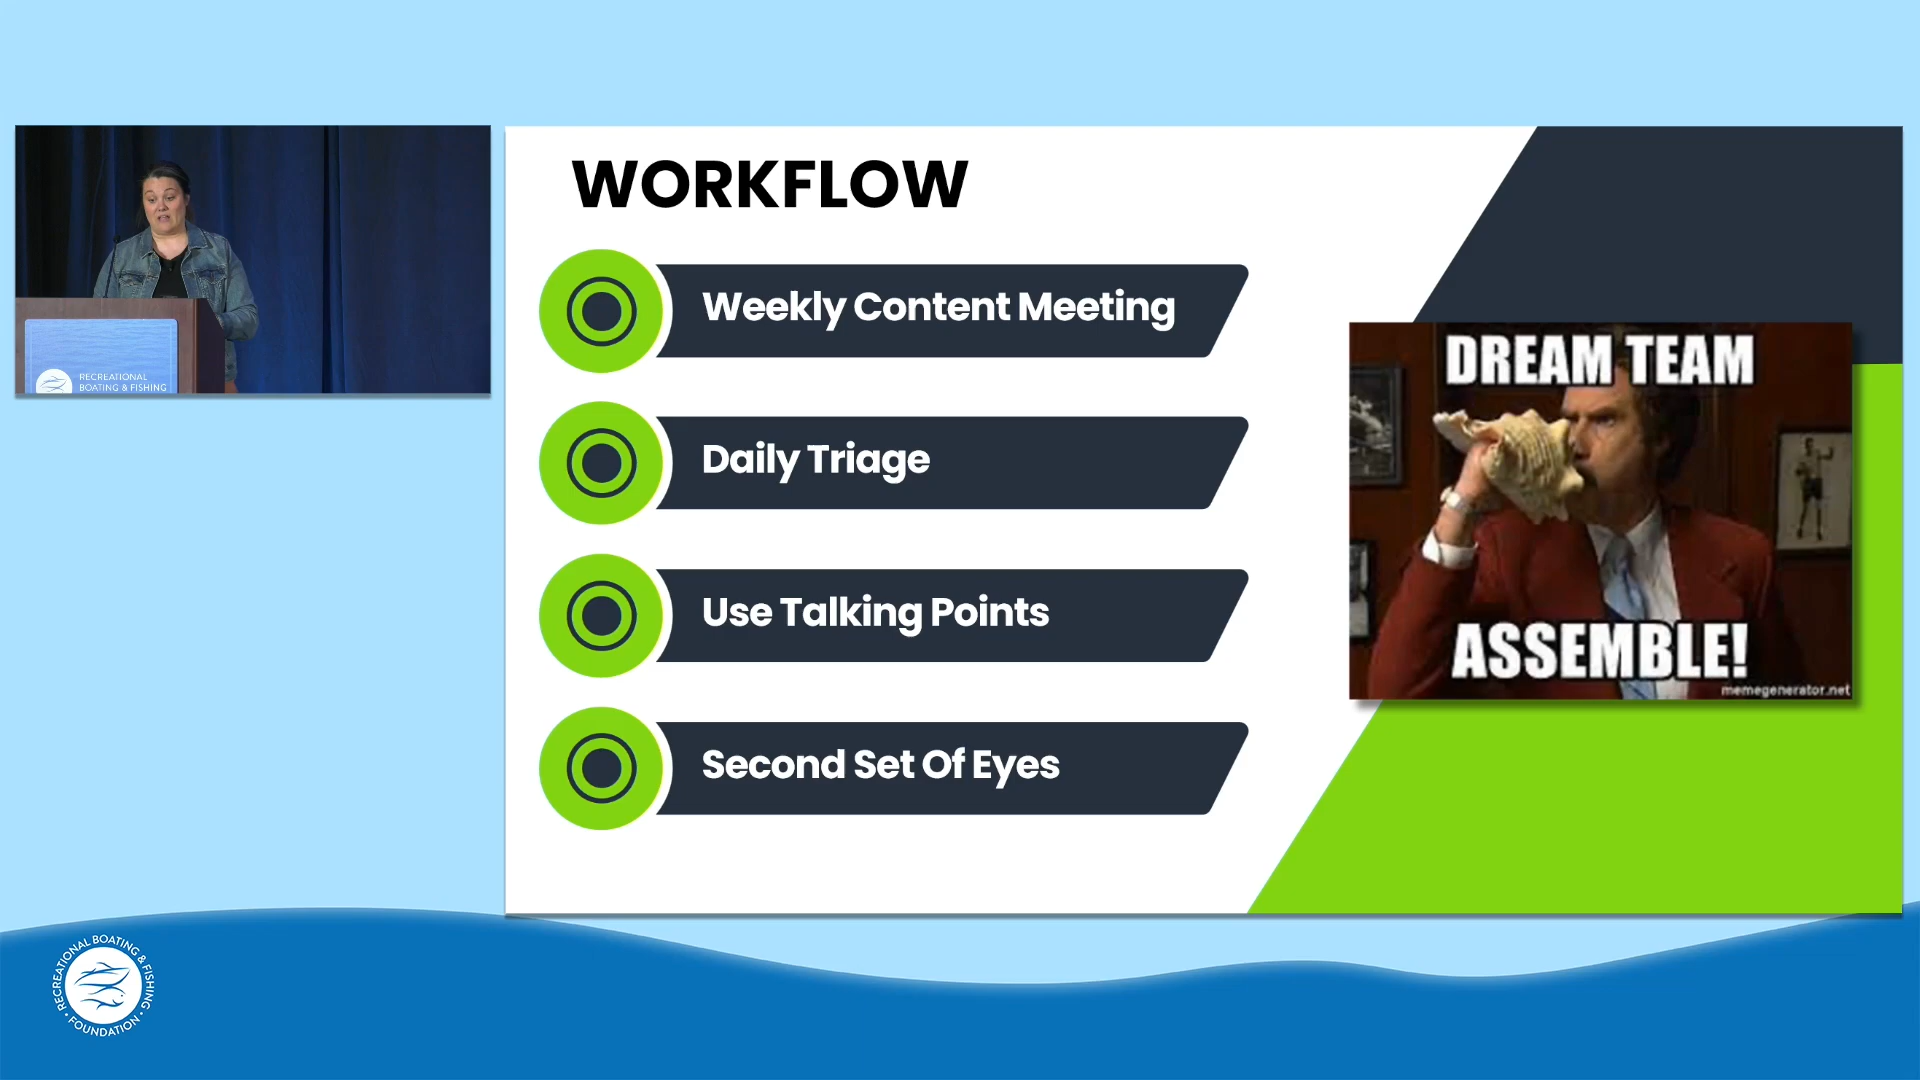 RECREATIONAL
BOATING & FISHING
WORKFLOW
Weekly Content Meeting
Daily Triage
Use Talking Points
Second Set Of Eyes
DREAM TEAM
ASSEMBLE!
memegenerator.net
RECREATIONAL BOATING & FISHING
• FOUNDATION •